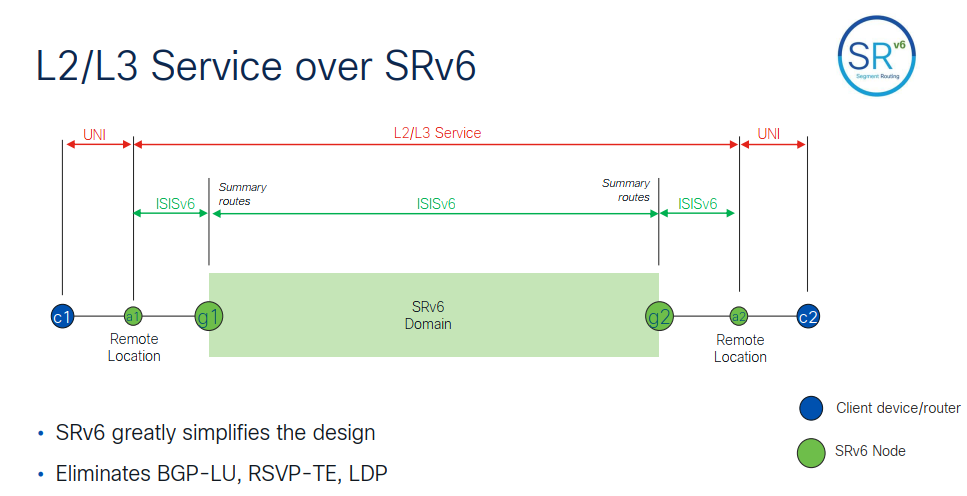 L2/L3 Service over SRv6
SR v6
Segment Routing
UNI
L2/L3 Service
UNI
Summary
routes
Summary
routes
ISISv6
ISISv6
ISISv6
SRv6
Domain
c1
a1
g1
g2
a2
c2
Remote
Location
Remote
Location
• SRv6 greatly simplifies the design
• Eliminates BGP-LU, RSVP-TE, LDP
Client device/router
SRv6 Node